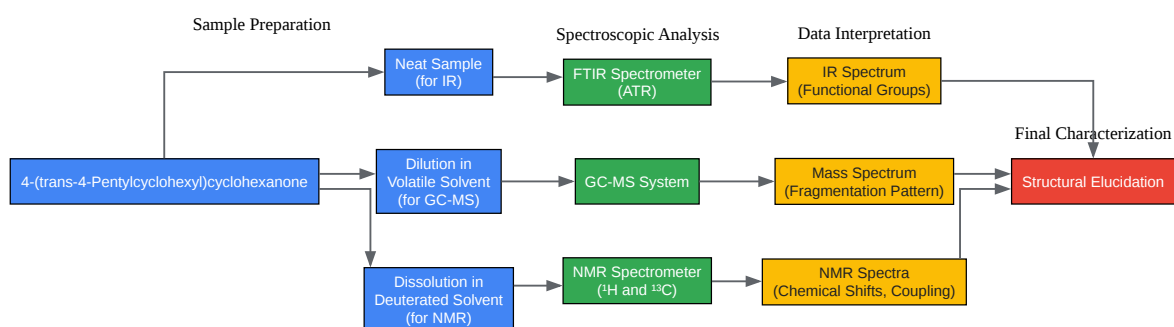 Sample Preparation
Spectroscopic Analysis
Data Interpretation
Neat Sample
(for IR)
FTIR Spectrometer
(ATR)
IR Spectrum
(Functional Groups)
Final Characterization
4-(trans-4-Pentylcyclohexyl)cyclohexanone
Dilution in
Volatile Solvent
(for GC-MS)
GC-MS System
Mass Spectrum
(Fragmentation Pattern)
Structural Elucidation
Dissolution in
Deuterated Solvent
(for NMR)
NMR Spectrometer
(¹H and ¹³C)
NMR Spectra
(Chemical Shifts, Coupling)